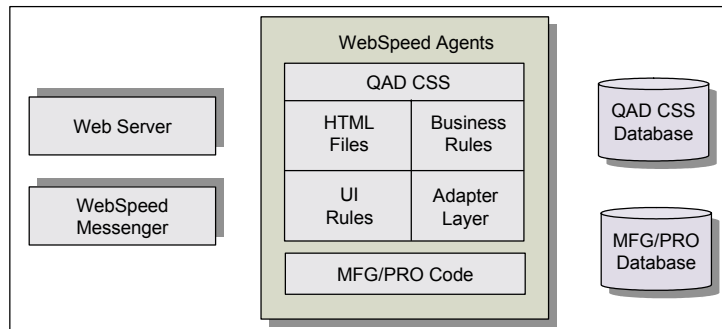 WebSpeed Agents
QAD CSS
HTML
Files
Business
Rules
UI
Rules
Adapter
Layer
MFG/PRO Code
Web Server
WebSpeed
Messenger
QAD CSS
Database
MFG/PRO
Database